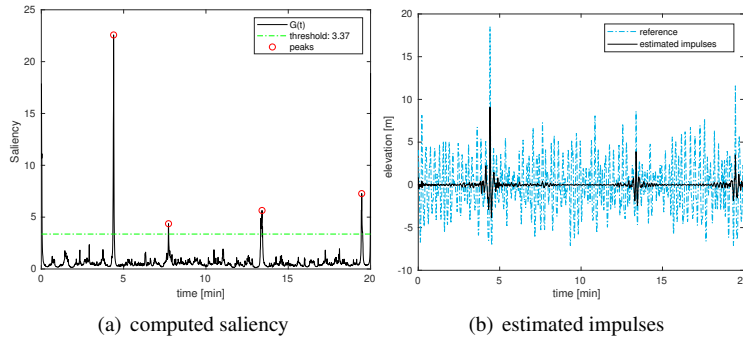 G(t)
threshold: 3.37
peaks
Saliency
25
20
15
10
5
0
0 5 10 15 20
time [min]
(a) computed saliency
reference
estimated impulses
elevation [m]
20
15
10
5
0
-5
-10
0 5 10 15 20
time [min]
(b) estimated impulses